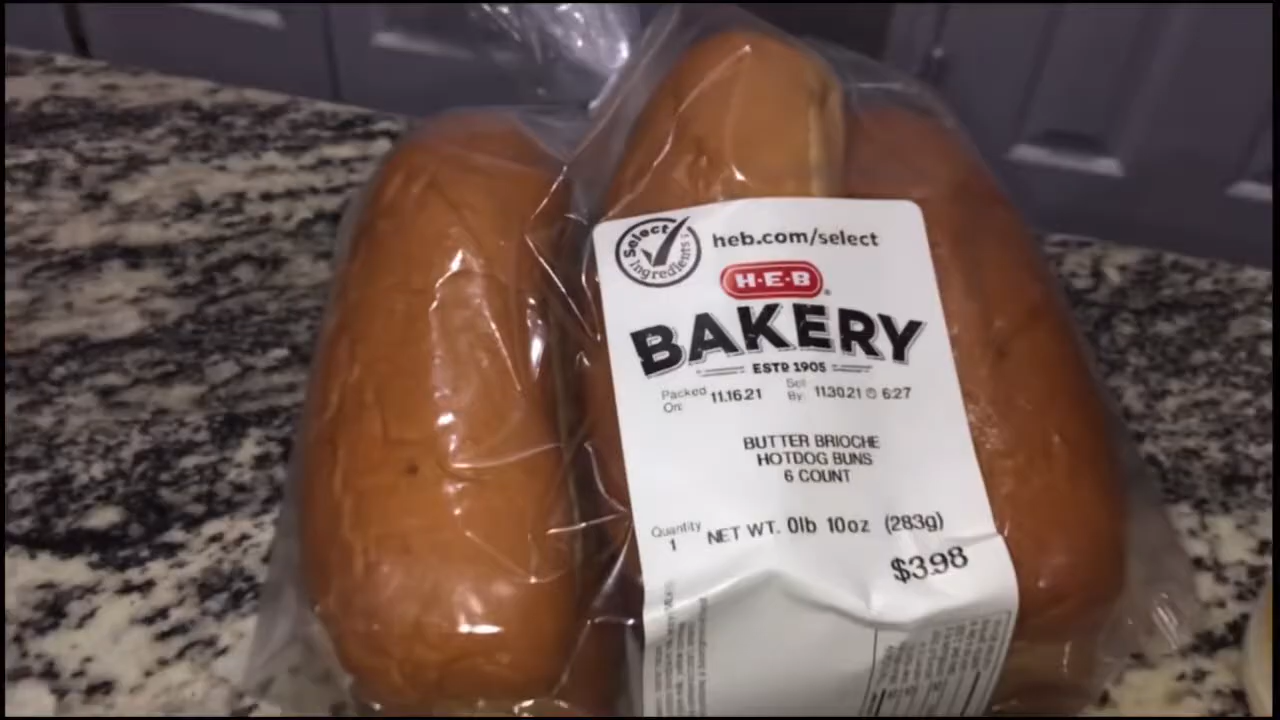 Select Ingredients
heb.com/select
H·E·B
BAKERY
ESTD 1905
Packed On: 11.16.21 Sell By: 11.30.21 6:27
BUTTER BRIOCHE
HOTDOG BUNS
6 COUNT
Quantity 1 NET WT. 0lb 10oz (283g)
$3.98